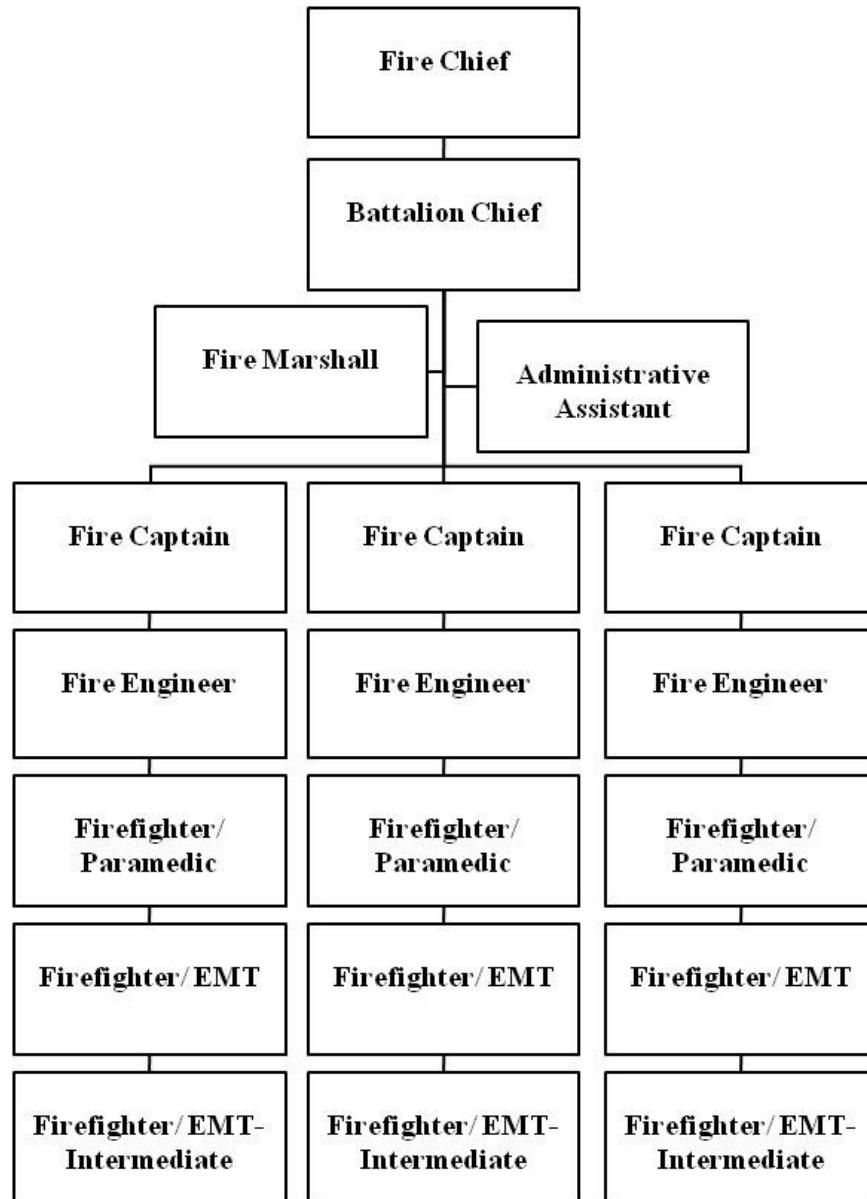 Fire Chief
Battalion Chief
Fire Marshall
Administrative
Assistant
Fire Captain
Fire Captain
Fire Captain
Fire Engineer
Fire Engineer
Fire Engineer
Firefighter/
Paramedic
Firefighter/
Paramedic
Firefighter/
Paramedic
Firefighter/ EMT
Firefighter/ EMT
Firefighter/ EMT
Firefighter/ EMT-
Intermediate
Firefighter/ EMT-
Intermediate
Firefighter/ EMT-
Intermediate